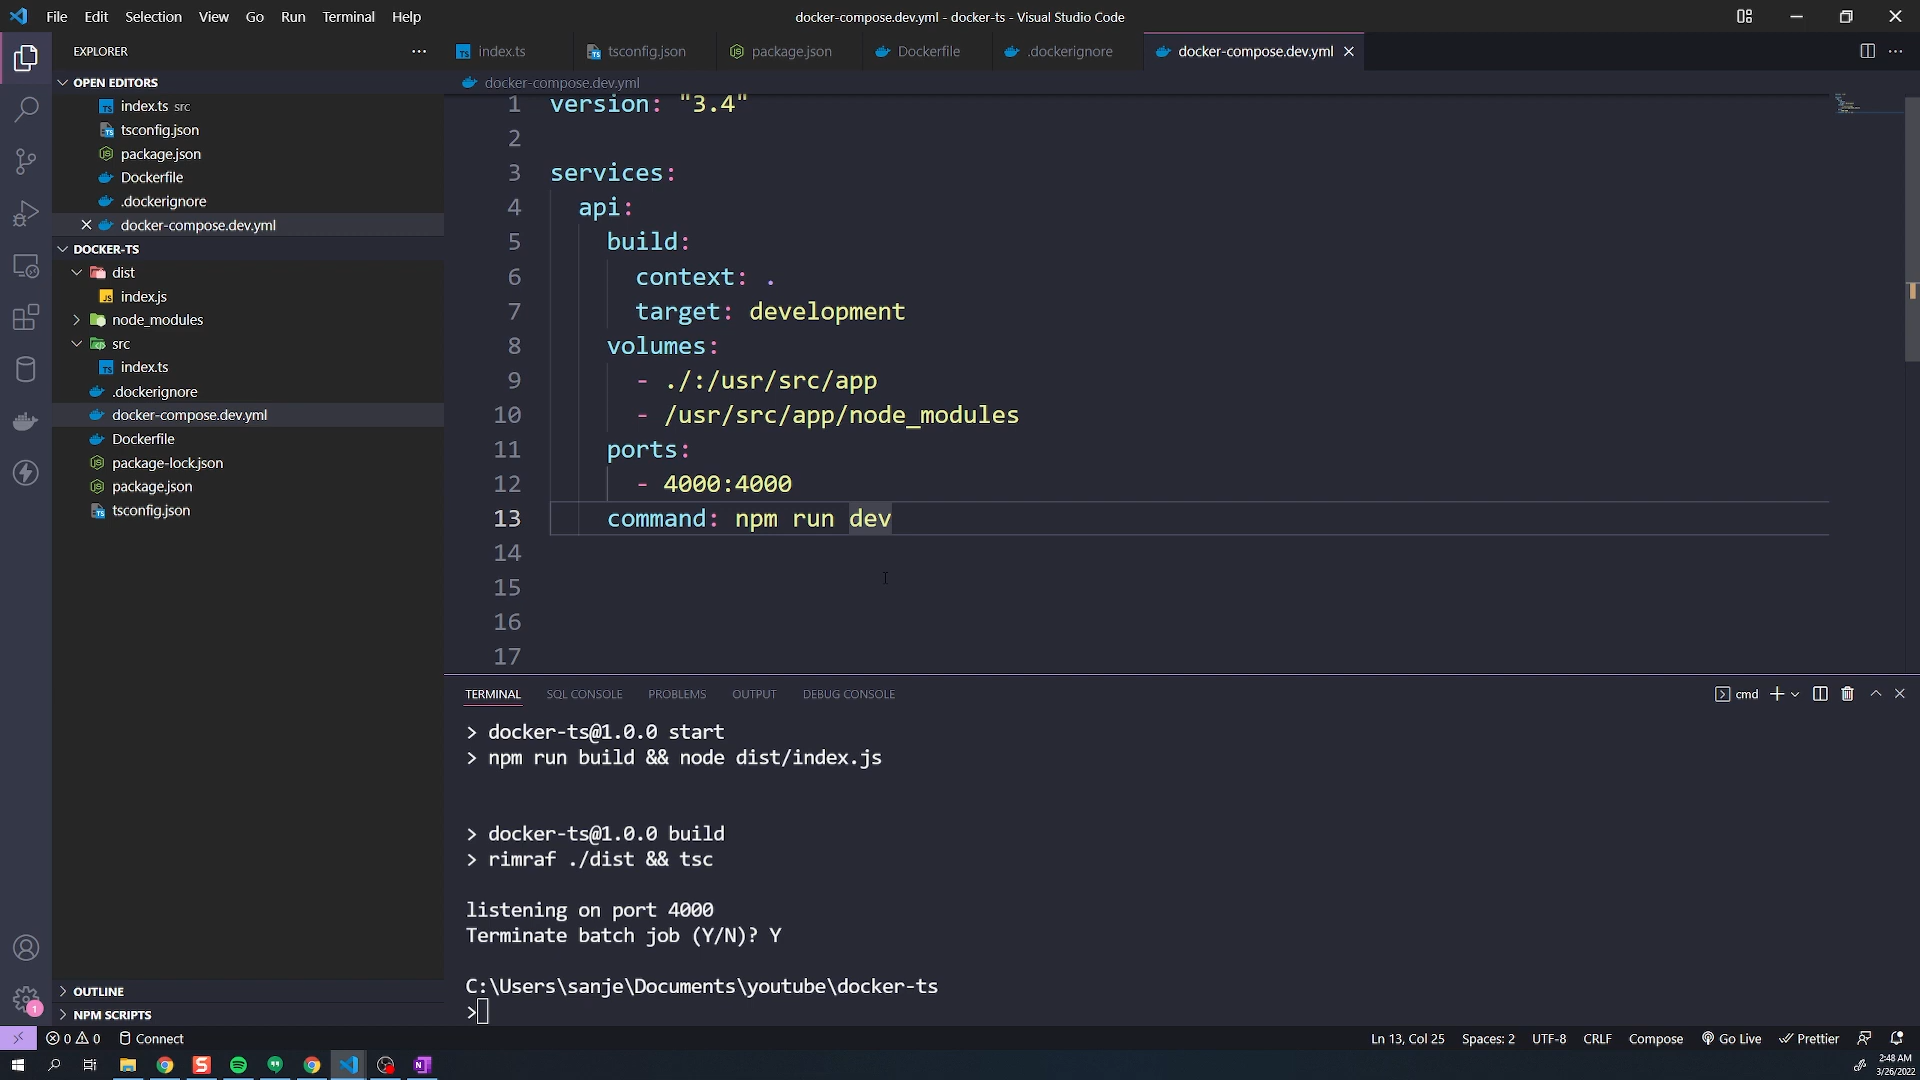 File Edit Selection View Go Run Terminal Help
docker-compose.dev.yml - docker-ts - Visual Studio Code
EXPLORER
OPEN EDITORS
index.ts src
tsconfig.json
package.json
Dockerfile
.dockerignore
docker-compose.dev.yml
DOCKER-TS
dist
index.js
node_modules
src
index.ts
.dockerignore
docker-compose.dev.yml
Dockerfile
package-lock.json
package.json
tsconfig.json
OUTLINE
NPM SCRIPTS
index.ts tsconfig.json package.json Dockerfile .dockerignore docker-compose.dev.yml
docker-compose.dev.yml
1 version: "3.4"
2
3 services:
4 api:
5 build:
6 context: .
7 target: development
8 volumes:
9 - ./:/usr/src/app
10 - /usr/src/app/node_modules
11 ports:
12 - 4000:4000
13 command: npm run dev
14
15
16
17
TERMINAL SQL CONSOLE PROBLEMS OUTPUT DEBUG CONSOLE
cmd
> docker-ts@1.0.0 start
> npm run build && node dist/index.js
> docker-ts@1.0.0 build
> rimraf ./dist && tsc
listening on port 4000
Terminate batch job (Y/N)? Y
C:\Users\sanje\Documents\youtube\docker-ts
>
1
0 0 Connect
Ln 13, Col 25 Spaces: 2 UTF-8 CRLF Compose Go Live Prettier
2:48 AM
3/26/2022